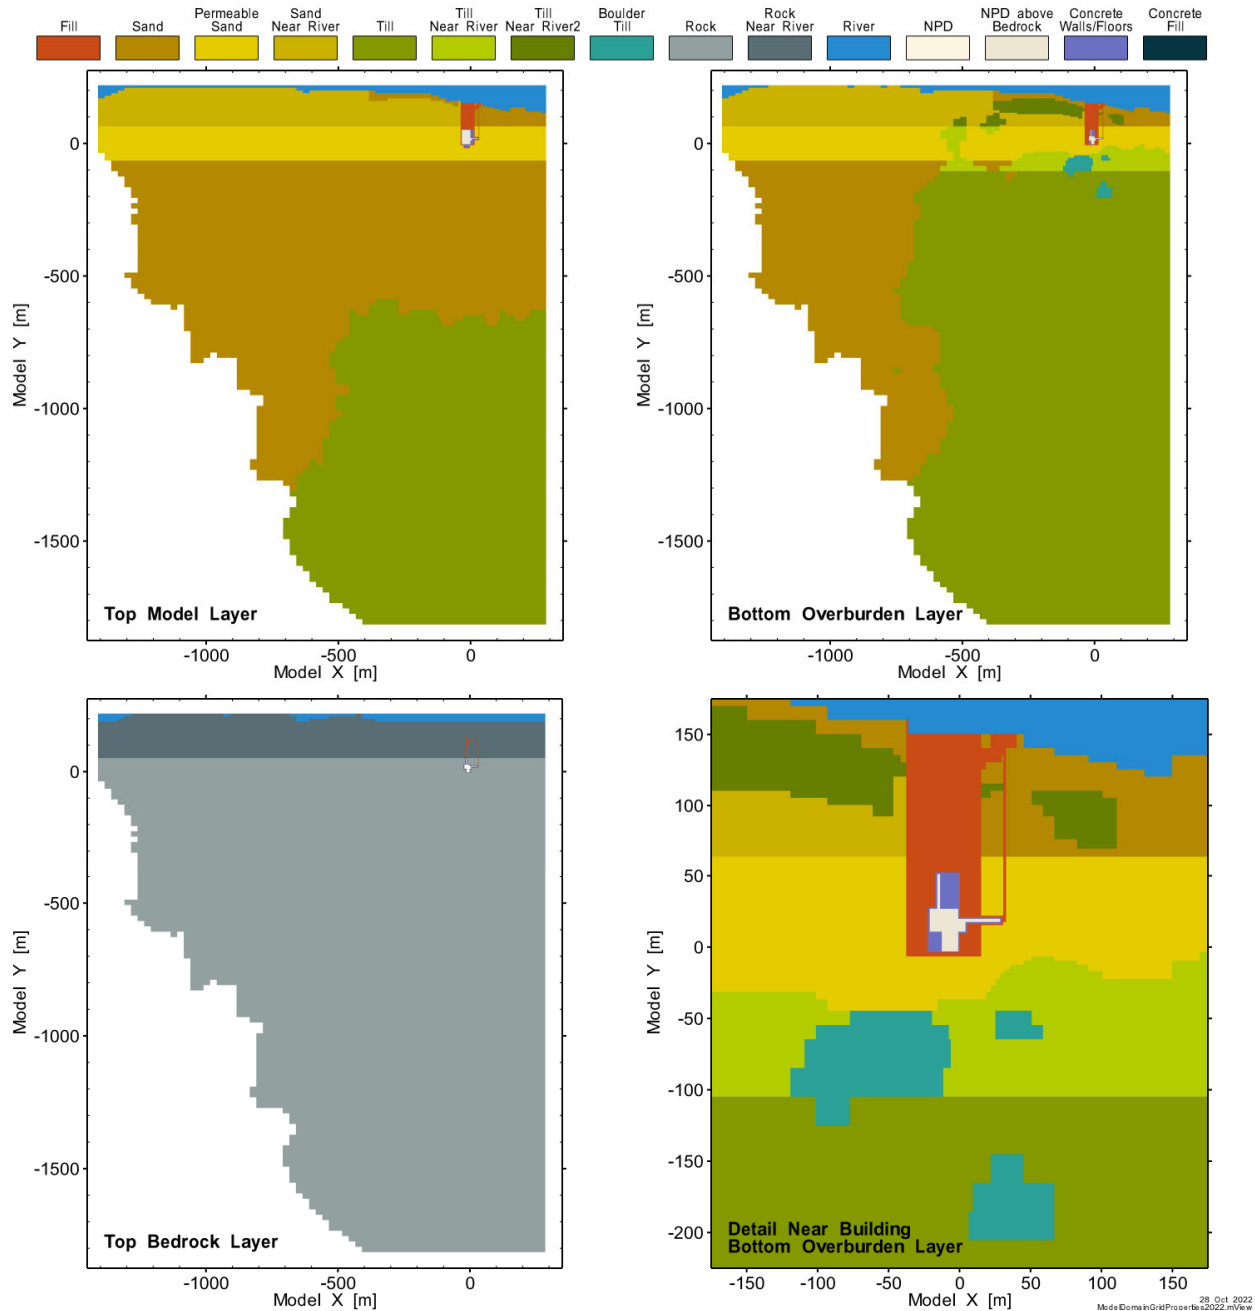 Fill
Sand
Permeable
Sand
Sand
Near River
Till
Till
Near River
Till
Near River2
Boulder
Till
Rock
Rock
Near River
River
NPD
NPD above
Bedrock
Concrete
Walls/Floors
Concrete
Fill
0
-500
-1000
-1500
Model Y [m]
Top Model Layer
-1000
-500
0
Model X [m]
0
-500
-1000
-1500
Model Y [m]
Bottom Overburden Layer
-1000
-500
0
Model X [m]
0
-500
-1000
-1500
Model Y [m]
Top Bedrock Layer
-1000
-500
0
Model X [m]
150
100
50
0
-50
-100
-150
-200
Model Y [m]
Detail Near Building
Bottom Overburden Layer
-150
-100
-50
0
50
100
150
Model X [m]
28 Oct 2022
ModelDomainGridProperties2022.mView